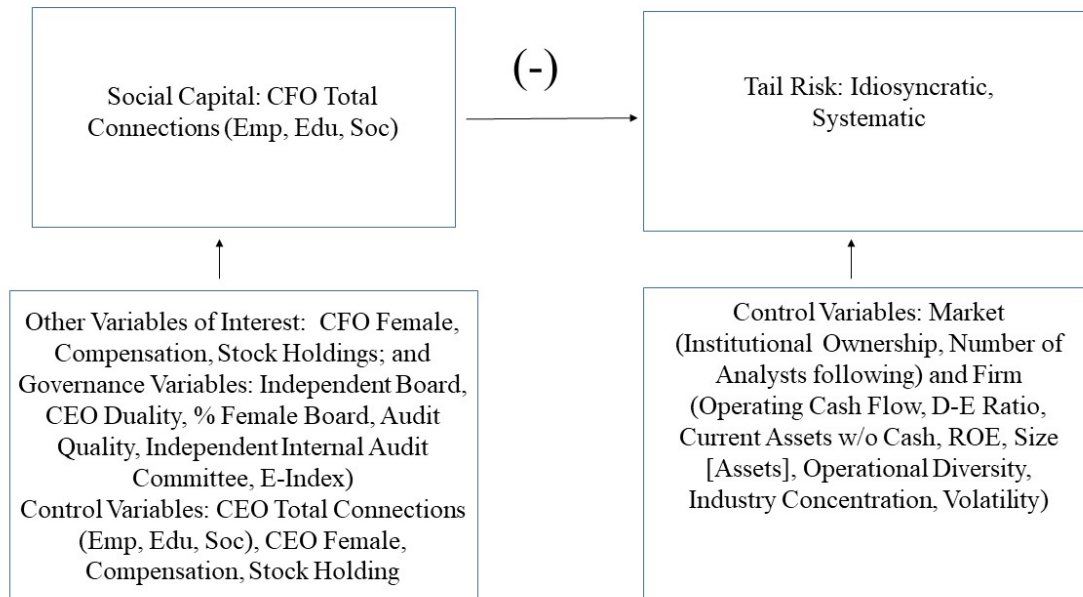 Social Capital: CFO Total
Connections (Emp, Edu, Soc)
(-)
Tail Risk: Idiosyncratic,
Systematic
Other Variables of Interest: CFO Female,
Compensation, Stock Holdings; and
Governance Variables: Independent Board,
CEO Duality, % Female Board, Audit
Quality, Independent Internal Audit
Committee, E-Index)
Control Variables: CEO Total Connections
(Emp, Edu, Soc), CEO Female,
Compensation, Stock Holding
Control Variables: Market
(Institutional Ownership, Number of
Analysts following) and Firm
(Operating Cash Flow, D-E Ratio,
Current Assets w/o Cash, ROE, Size
[Assets], Operational Diversity,
Industry Concentration, Volatility)